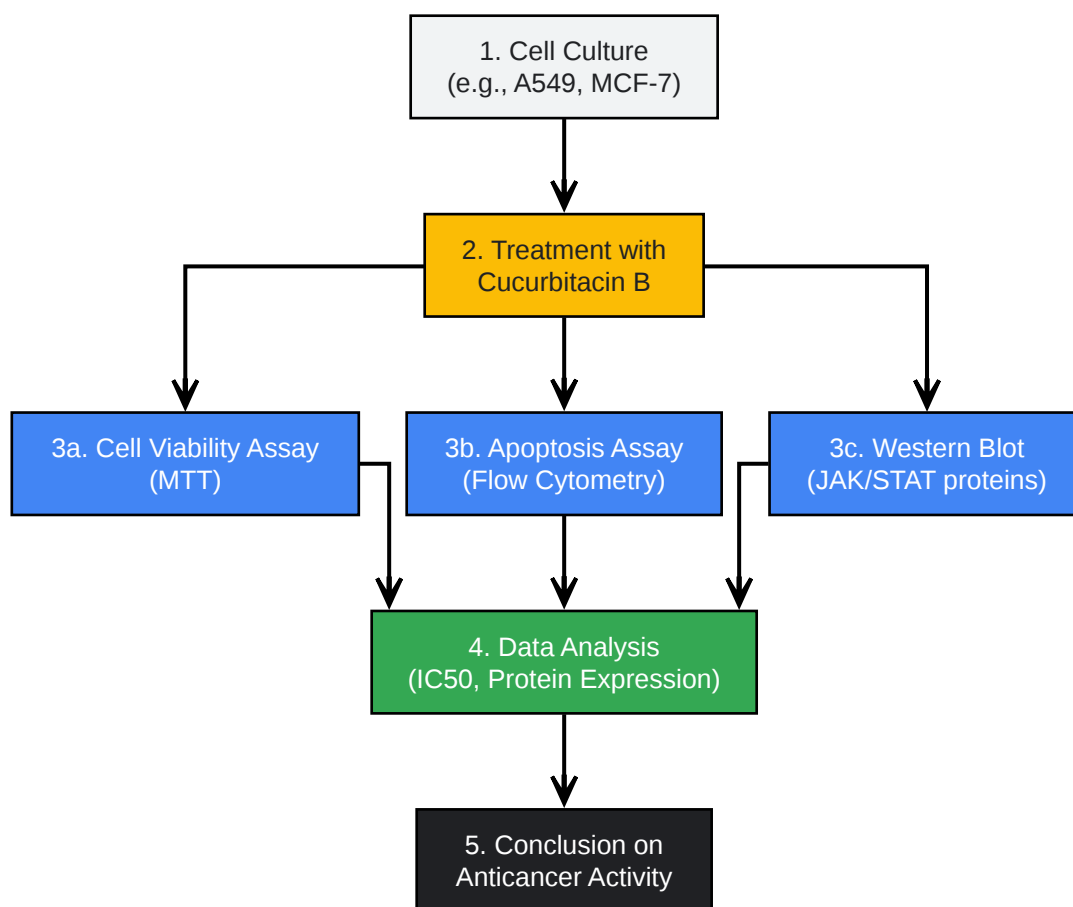 1. Cell Culture
(e.g., A549, MCF-7)
2. Treatment with
Cucurbitacin B
3a. Cell Viability Assay
(MTT)
3b. Apoptosis Assay
(Flow Cytometry)
3c. Western Blot
(JAK/STAT proteins)
4. Data Analysis
(IC50, Protein Expression)
5. Conclusion on
Anticancer Activity